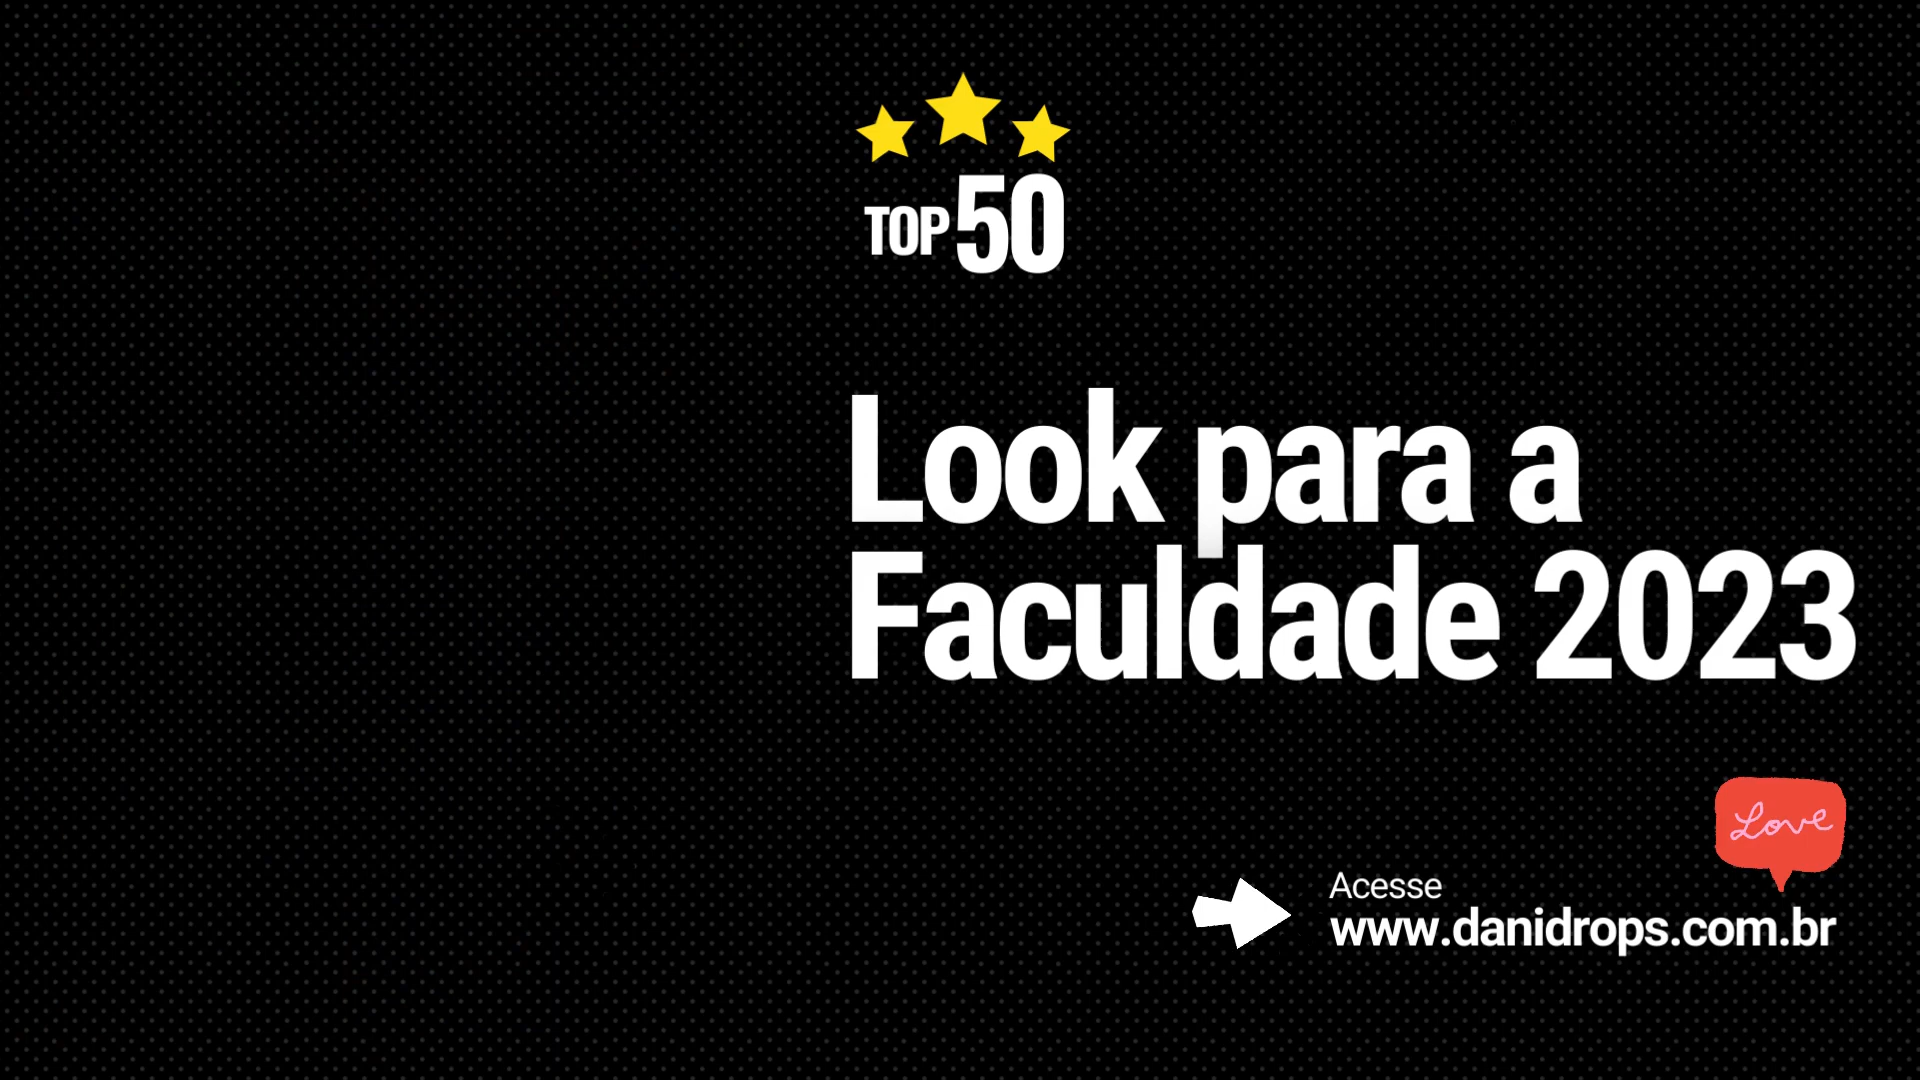 TOP 50
Look para a
Faculdade 2023
Love
Acesse
www.danidrops.com.br